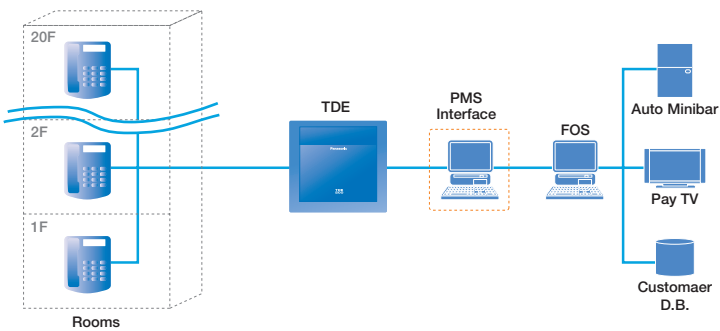 20F
2F
1F
Rooms
TDE
Panasonic
PMS
Interface
FOS
Auto Minibar
Pay TV
Customaer
D.B.